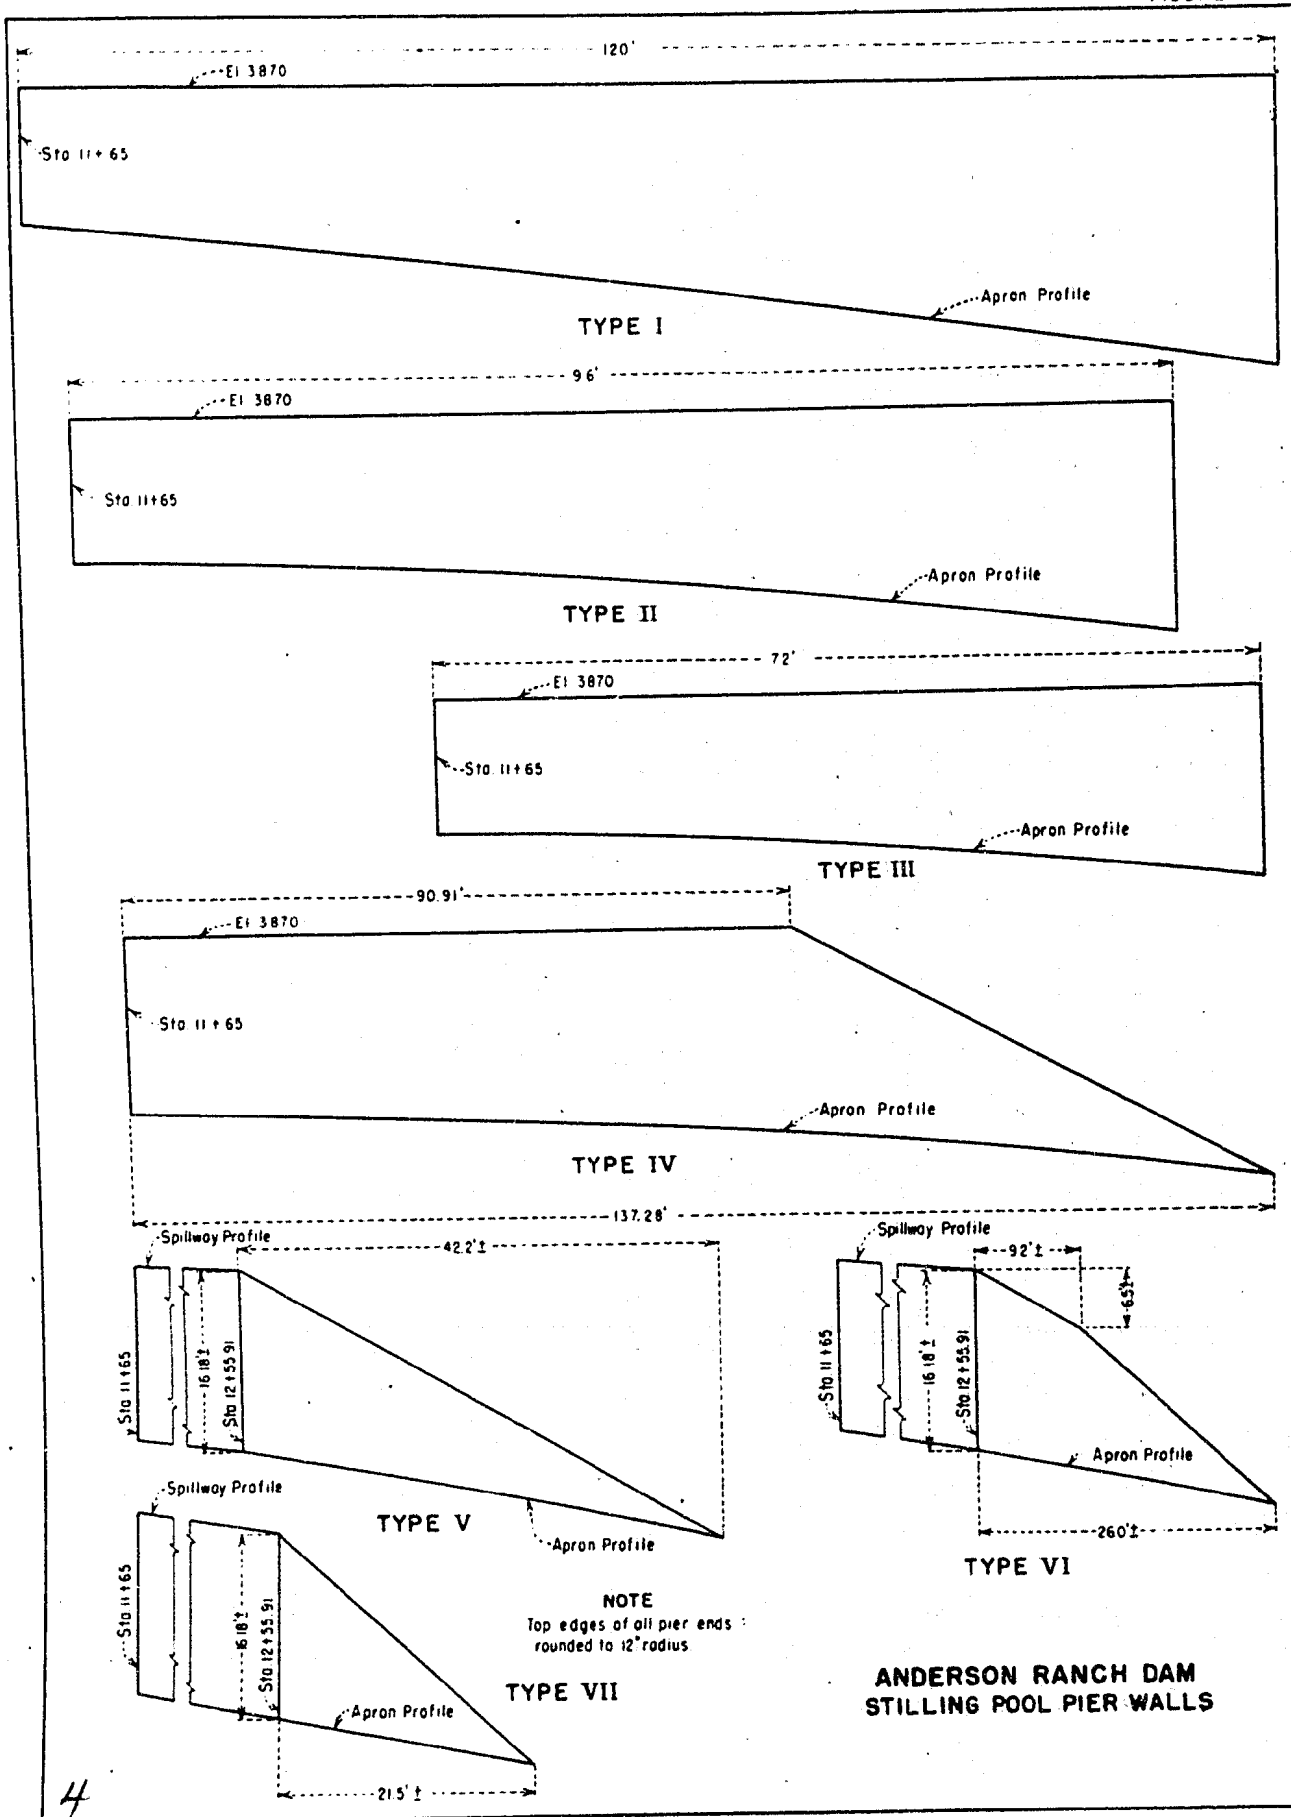 120'
El 3870
Sta 11+65
Apron Profile
TYPE I
96'
El 3870
Sta 11+65
Apron Profile
TYPE II
72'
El 3870
Sta. 11+65
Apron Profile
TYPE III
90.91'
El 3870
Sta. 11+65
Apron Profile
TYPE IV
137.28'
Spillway Profile
42.2'±
Sta 11+65
16.18'±
Sta 12+55.91
TYPE V
Apron Profile
Spillway Profile
9.2'±
6.5'±
Sta 11+65
16.18'±
Sta 12+55.91
Apron Profile
26.0'±
TYPE VI
Spillway Profile
Sta 11+65
16.18'±
Sta 12+55.91
Apron Profile
TYPE VII
21.5'±
NOTE
Top edges of all pier ends
rounded to 12" radius
ANDERSON RANCH DAM
STILLING POOL PIER WALLS
4